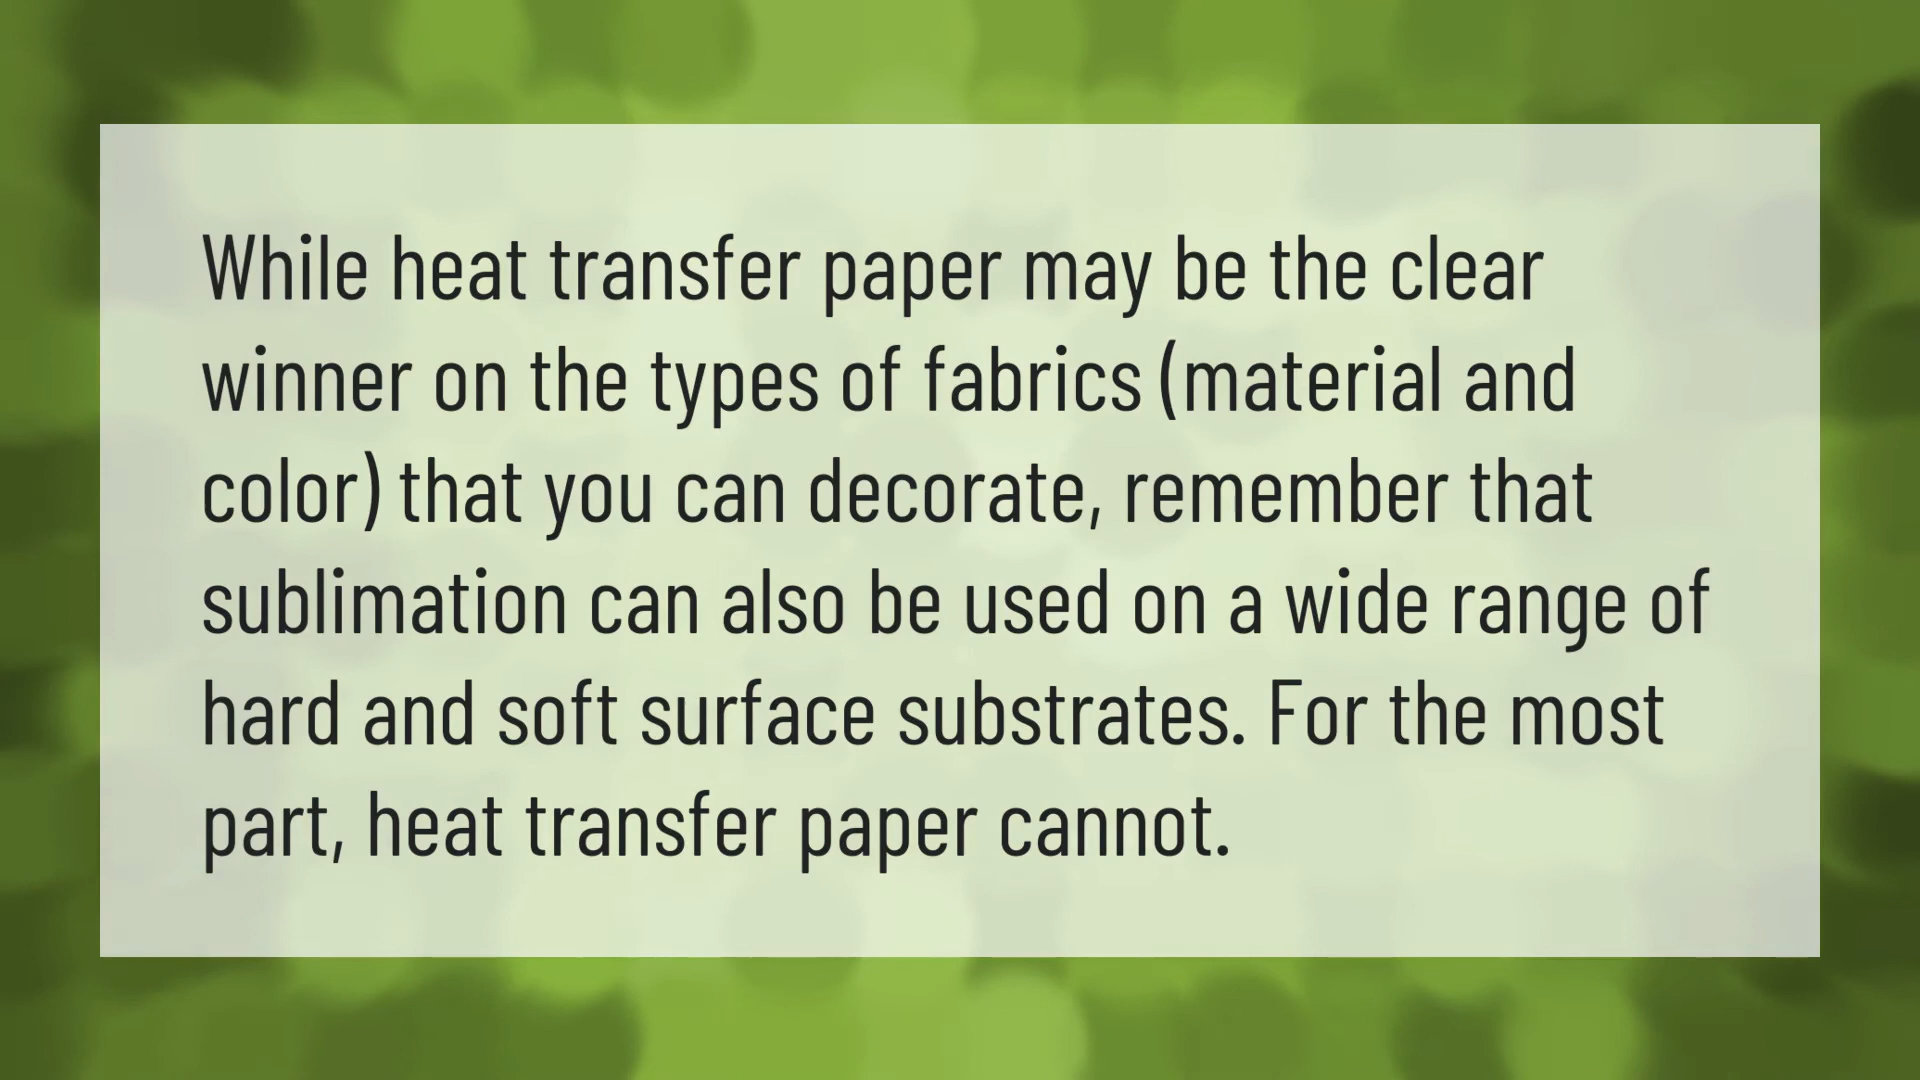 While heat transfer paper may be the clear
winner on the types of fabrics (material and
color) that you can decorate, remember that
sublimation can also be used on a wide range of
hard and soft surface substrates. For the most
part, heat transfer paper cannot.